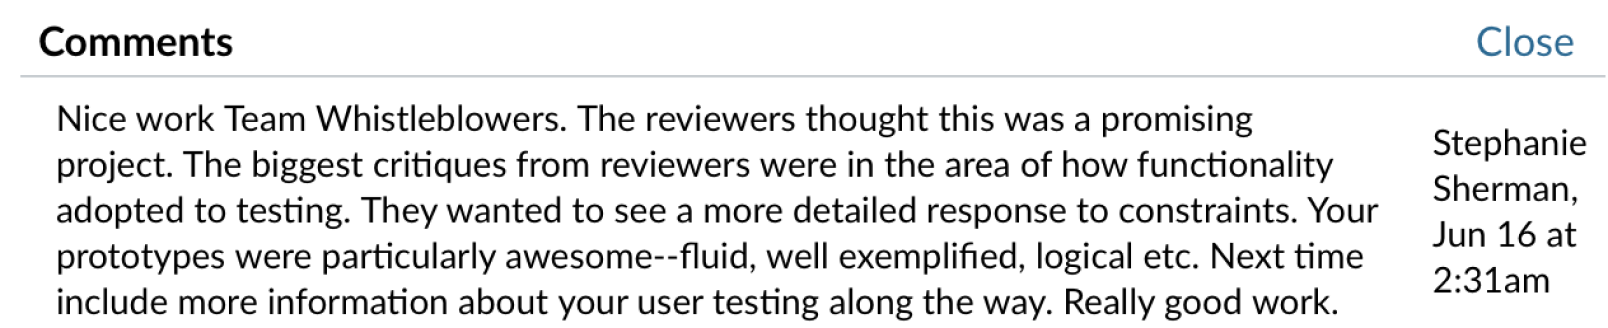 Comments
Close
Nice work Team Whistleblowers. The reviewers thought this was a promising
project. The biggest critiques from reviewers were in the area of how functionality
adopted to testing. They wanted to see a more detailed response to constraints. Your
prototypes were particularly awesome--fluid, well exemplified, logical etc. Next time
include more information about your user testing along the way. Really good work.
Stephanie
Sherman,
Jun 16 at
2:31am